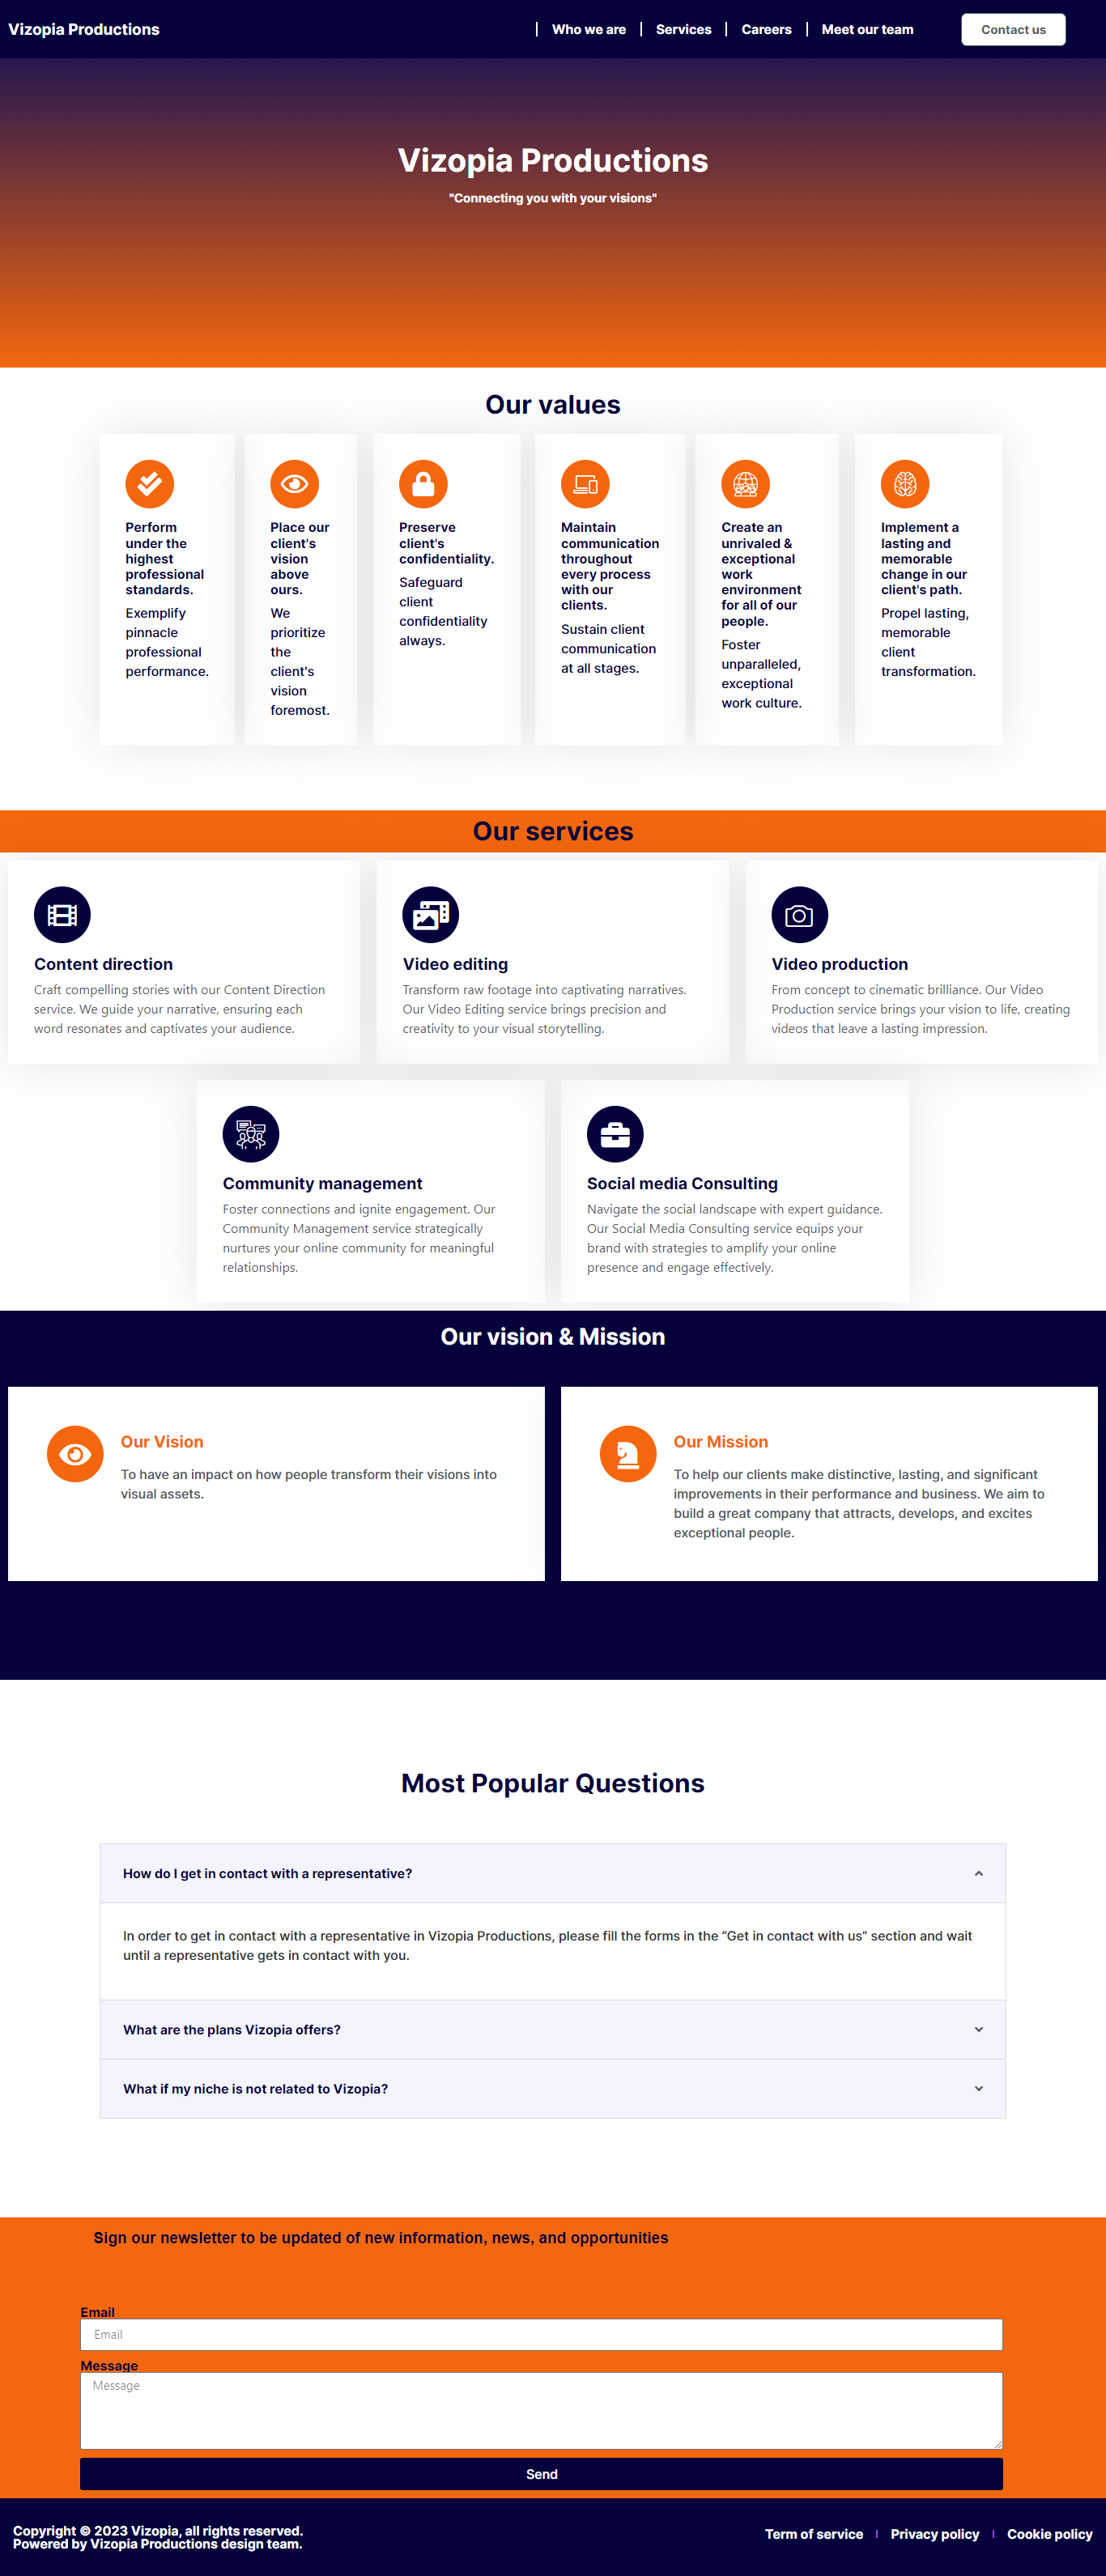 Vizopia Productions
Who we are
Services
Careers
Meet our team
Contact us
Vizopia Productions
"Connecting you with your visions"
Our values
Perform
under the
highest
professional
standards.
Exemplify
pinnacle
professional
performance.
Place our
client's
vision
above
ours.
We
prioritize
the
client's
vision
foremost.
Preserve
client's
confidentiality.
Safeguard
client
confidentiality
always.
Maintain
communication
throughout
every process
with our
clients.
Sustain client
communication
at all stages.
Create an
unrivaled &
exceptional
work
environment
for all of our
people.
Foster
unparalleled,
exceptional
work culture.
Implement a
lasting and
memorable
change in our
client's path.
Propel lasting,
memorable
client
transformation.
Our services
Content direction
Craft compelling stories with our Content Direction
service. We guide your narrative, ensuring each
word resonates and captivates your audience.
Video editing
Transform raw footage into captivating narratives.
Our Video Editing service brings precision and
creativity to your visual storytelling.
Video production
From concept to cinematic brilliance. Our Video
Production service brings your vision to life, creating
videos that leave a lasting impression.
Community management
Foster connections and ignite engagement. Our
Community Management service strategically
nurtures your online community for meaningful
relationships.
Social media Consulting
Navigate the social landscape with expert guidance.
Our Social Media Consulting service equips your
brand with strategies to amplify your online
presence and engage effectively.
Our vision & Mission
Our Vision
To have an impact on how people transform their visions into
visual assets.
Our Mission
To help our clients make distinctive, lasting, and significant
improvements in their performance and business. We aim to
build a great company that attracts, develops, and excites
exceptional people.
Most Popular Questions
How do I get in contact with a representative?
In order to get in contact with a representative in Vizopia Productions, please fill the forms in the “Get in contact with us” section and wait
until a representative gets in contact with you.
What are the plans Vizopia offers?
What if my niche is not related to Vizopia?
Sign our newsletter to be updated of new information, news, and opportunities
Email
Email
Message
Message
Send
Copyright © 2023 Vizopia, all rights reserved.
Powered by Vizopia Productions design team.
Term of service
Privacy policy
Cookie policy